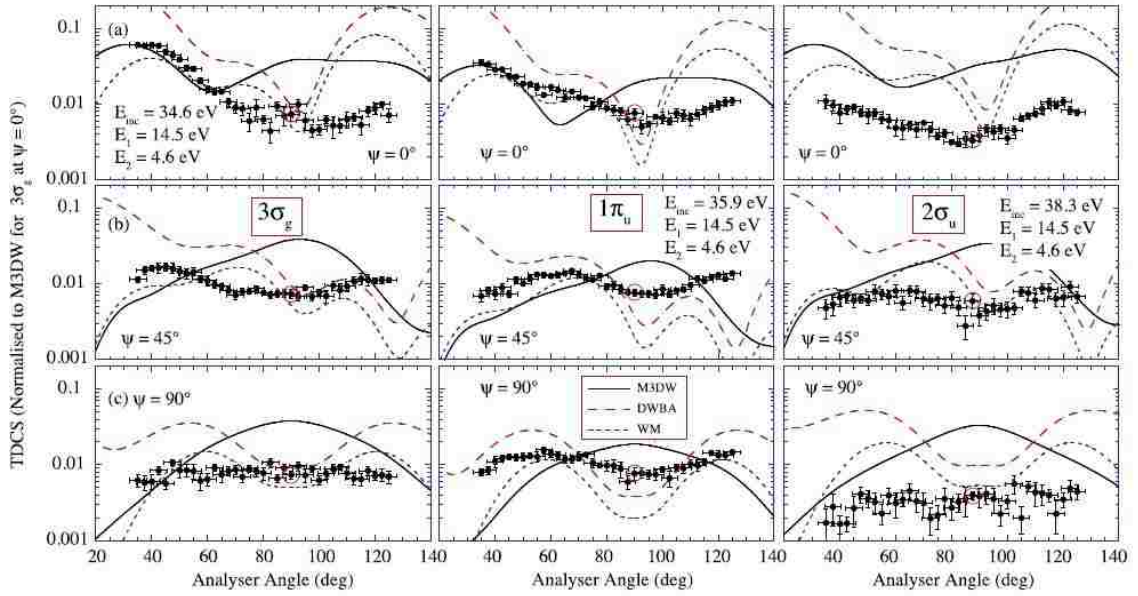 TDCS (Normalised to M3DW for 3σg at ψ = 0°)
0.1
0.01
0.001
(a)
E_inc = 34.6 eV
E_1 = 14.5 eV
E_2 = 4.6 eV
ψ = 0°
ψ = 0°
ψ = 0°
0.1
0.01
0.001
(b)
3σ_g
ψ = 45°
1π_u
E_inc = 35.9 eV
E_1 = 14.5 eV
E_2 = 4.6 eV
ψ = 45°
2σ_u
E_inc = 38.3 eV
E_1 = 14.5 eV
E_2 = 4.6 eV
ψ = 45°
0.1
0.01
0.001
(c) ψ = 90°
ψ = 90°
M3DW
DWBA
WM
ψ = 90°
20 40 60 80 100 120 140 40 60 80 100 120 140 40 60 80 100 120 140
Analyser Angle (deg) Analyser Angle (deg) Analyser Angle (deg)